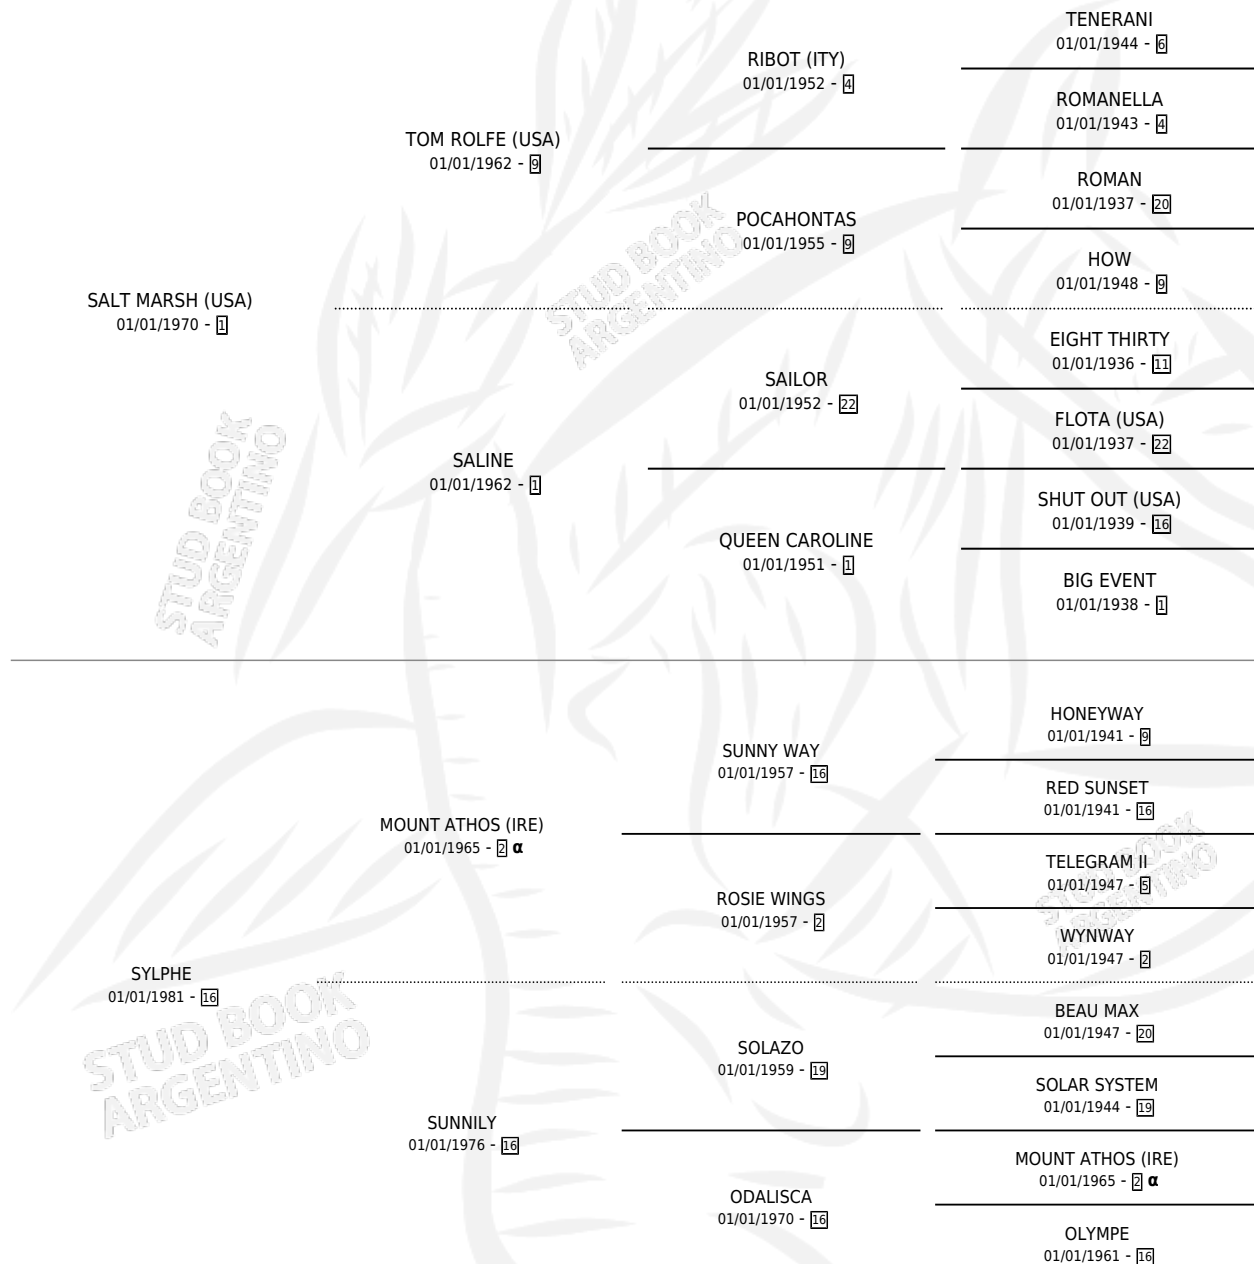 TENERANI
01/01/1944 - 6
RIBOT (ITY)
01/01/1952 - 4
ROMANELLA
01/01/1943 - 4
TOM ROLFE (USA)
01/01/1962 - 9
ROMAN
01/01/1937 - 20
POCAHONTAS
01/01/1955 - 9
HOW
01/01/1948 - 9
STUD BOOK
ARGENTINO
SALT MARSH (USA)
01/01/1970 - 1
EIGHT THIRTY
01/01/1936 - 11
SAILOR
01/01/1952 - 22
FLOTA (USA)
01/01/1937 - 22
SALINE
01/01/1962 - 1
SHUT OUT (USA)
01/01/1939 - 16
QUEEN CAROLINE
01/01/1951 - 1
BIG EVENT
01/01/1938 - 1
STUD BOOK
ARGENTINO
HONEYWAY
01/01/1941 - 9
SUNNY WAY
01/01/1957 - 16
RED SUNSET
01/01/1941 - 16
MOUNT ATHOS (IRE)
01/01/1965 - 2 α
TELEGRAM II
01/01/1947 - 5
ROSIE WINGS
01/01/1957 - 2
WYNWAY
01/01/1947 - 2
STUD BOOK
ARGENTINO
SYLPHE
01/01/1981 - 16
BEAU MAX
01/01/1947 - 20
SOLAZO
01/01/1959 - 19
SOLAR SYSTEM
01/01/1944 - 19
STUD BOOK
ARGENTINO
SUNNILY
01/01/1976 - 16
MOUNT ATHOS (IRE)
01/01/1965 - 2 α
ODALISCA
01/01/1970 - 16
OLYMPE
01/01/1961 - 16